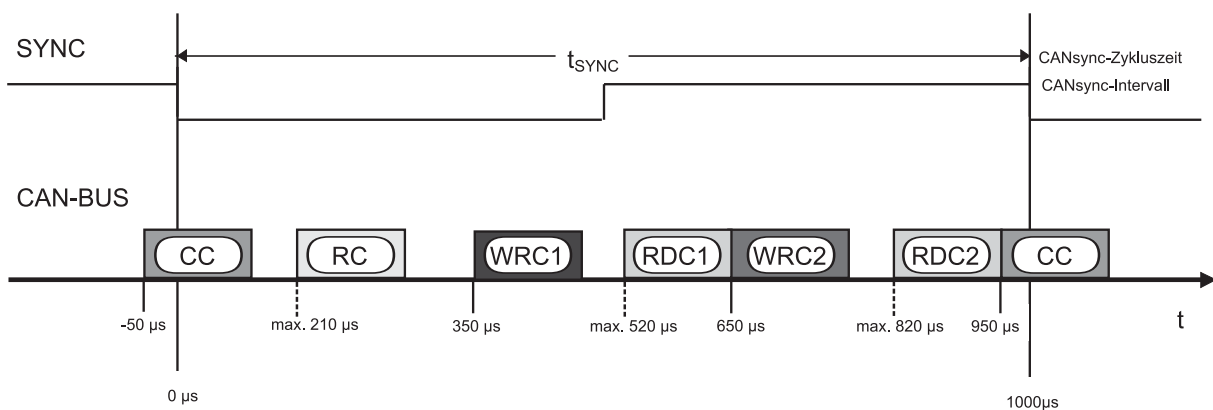 SYNC
tSYNC
CANsync-Zykluszeit
CANsync-Intervall
CAN-BUS
CC RC WRC1 RDC1 WRC2 RDC2 CC
-50 µs max. 210 µs 350 µs max. 520 µs 650 µs max. 820 µs 950 µs t
0 µs 1000µs